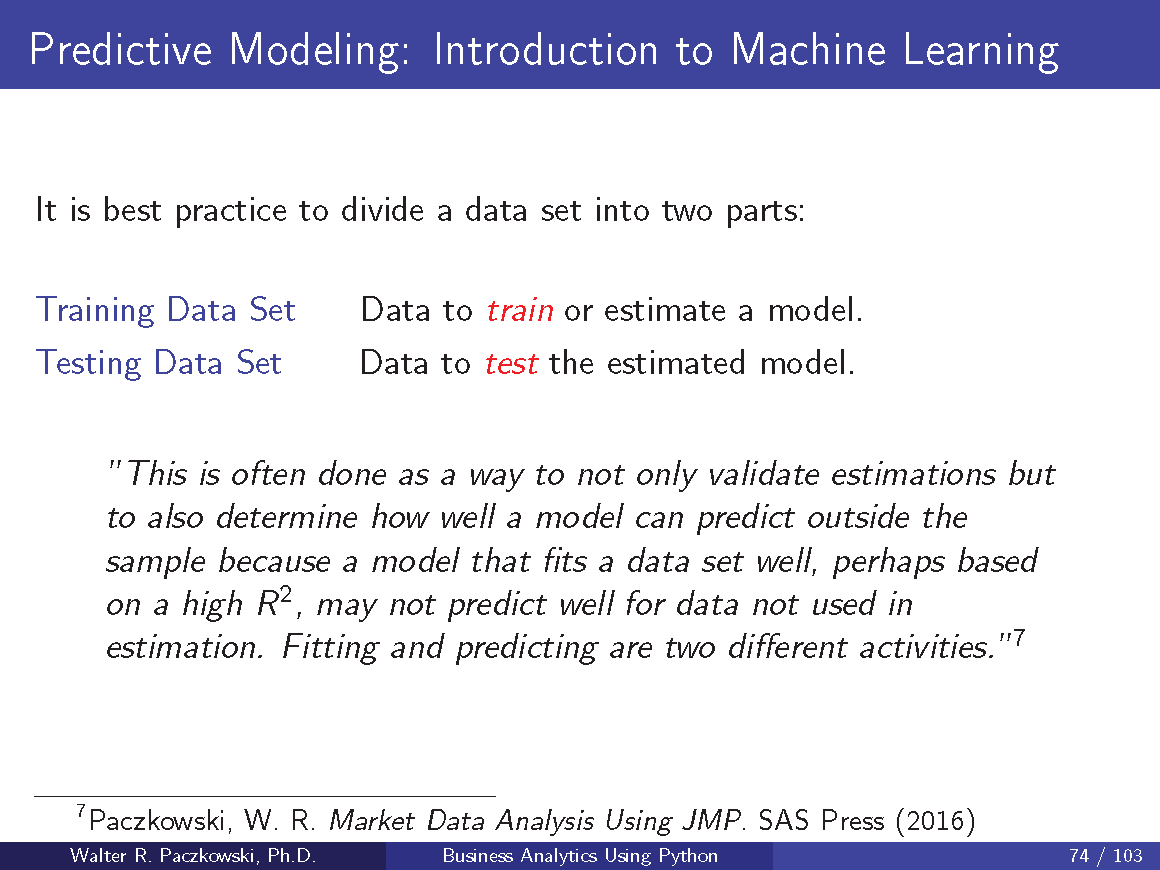 Predictive Modeling: Introduction to Machine Learning
It is best practice to divide a data set into two parts:
Training Data Set Data to train or estimate a model.
Testing Data Set Data to test the estimated model.
”This is often done as a way to not only validate estimations but
to also determine how well a model can predict outside the
sample because a model that fits a data set well, perhaps based
on a high R², may not predict well for data not used in
estimation. Fitting and predicting are two different activities.”⁷
⁷Paczkowski, W. R. Market Data Analysis Using JMP. SAS Press (2016)
Walter R. Paczkowski, Ph.D. Business Analytics Using Python 74 / 103